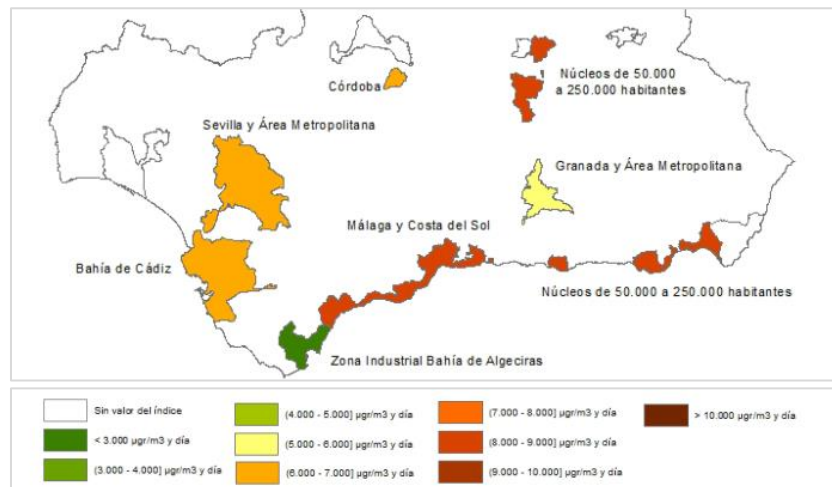 Córdoba
Núcleos de 50.000
a 250.000 habitantes
Sevilla y Área Metropolitana
Granada y Área Metropolitana
Málaga y Costa del Sol
Bahía de Cádiz
Núcleos de 50.000 a 250.000 habitantes
Zona Industrial Bahía de Algeciras
Sin valor del índice
< 3.000 µgr/m3 y día
(3.000 - 4.000] µgr/m3 y día
(4.000 - 5.000] µgr/m3 y día
(5.000 - 6.000] µgr/m3 y día
(6.000 - 7.000] µgr/m3 y día
(7.000 - 8.000] µgr/m3 y día
(8.000 - 9.000] µgr/m3 y día
(9.000 - 10.000] µgr/m3 y día
> 10.000 µgr/m3 y día